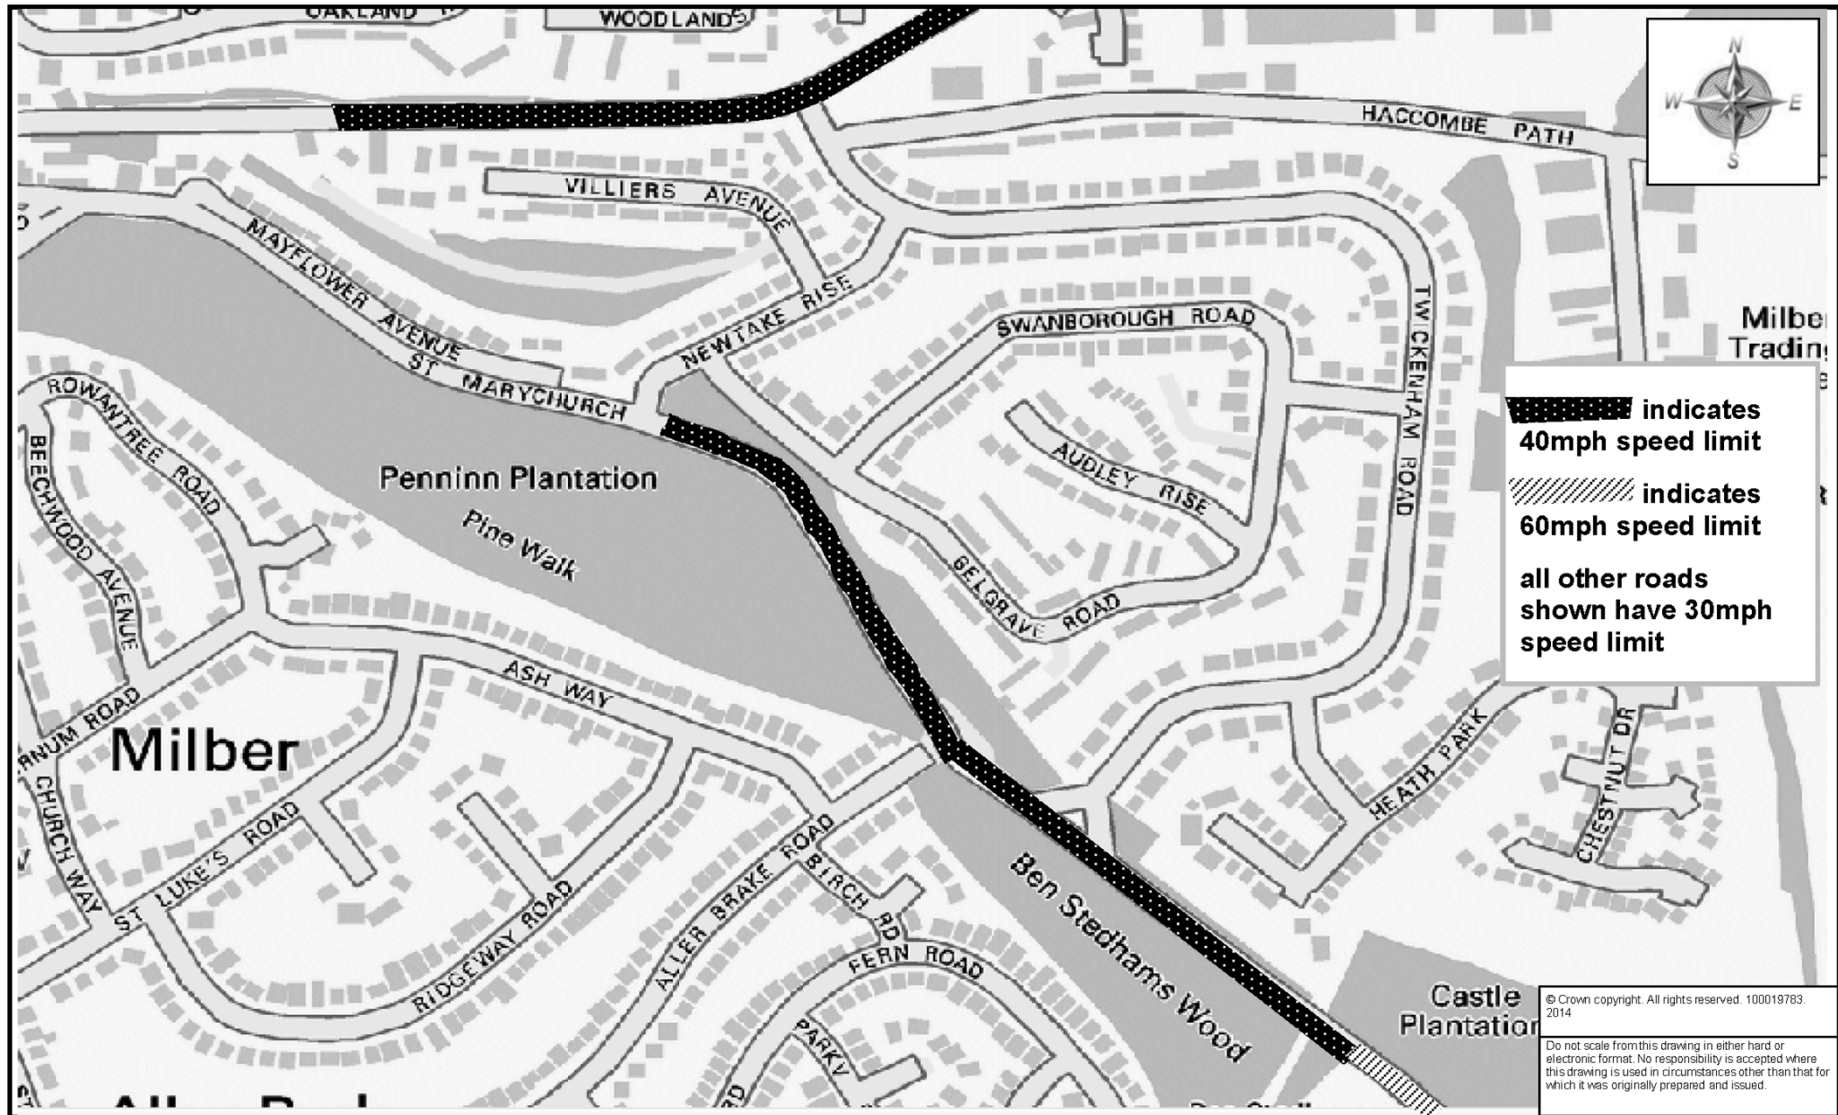 OAKLAND
WOODLANDS
N
W
E
S
HACCOMBE PATH
VILLIERS AVENUE
MAYFLOWER AVENUE
NEWTAKE RISE
SWANBOROUGH ROAD
TWICKENHAM ROAD
Milber
Trading
ST MARYCHURCH
ROWANTREE ROAD
BEECHWOOD AVENUE
Penninn Plantation
Pine Walk
AUDLEY RISE
BELGRAVE ROAD
indicates
40mph speed limit
indicates
60mph speed limit
all other roads
shown have 30mph
speed limit
ASH WAY
RNUM ROAD
Milber
CHURCH WAY
ST LUKE'S ROAD
RIDGEWAY ROAD
ALLER BRAKE ROAD
BIRCH RD
FERN ROAD
PARKV
RD
HEATH PARK
CHESTNUT DR
Ben Stedhams Wood
Castle
Plantation
© Crown copyright. All rights reserved. 100019783.
2014
Do not scale from this drawing in either hard or
electronic format. No responsibility is accepted where
this drawing is used in circumstances other than that for
which it was originally prepared and issued.